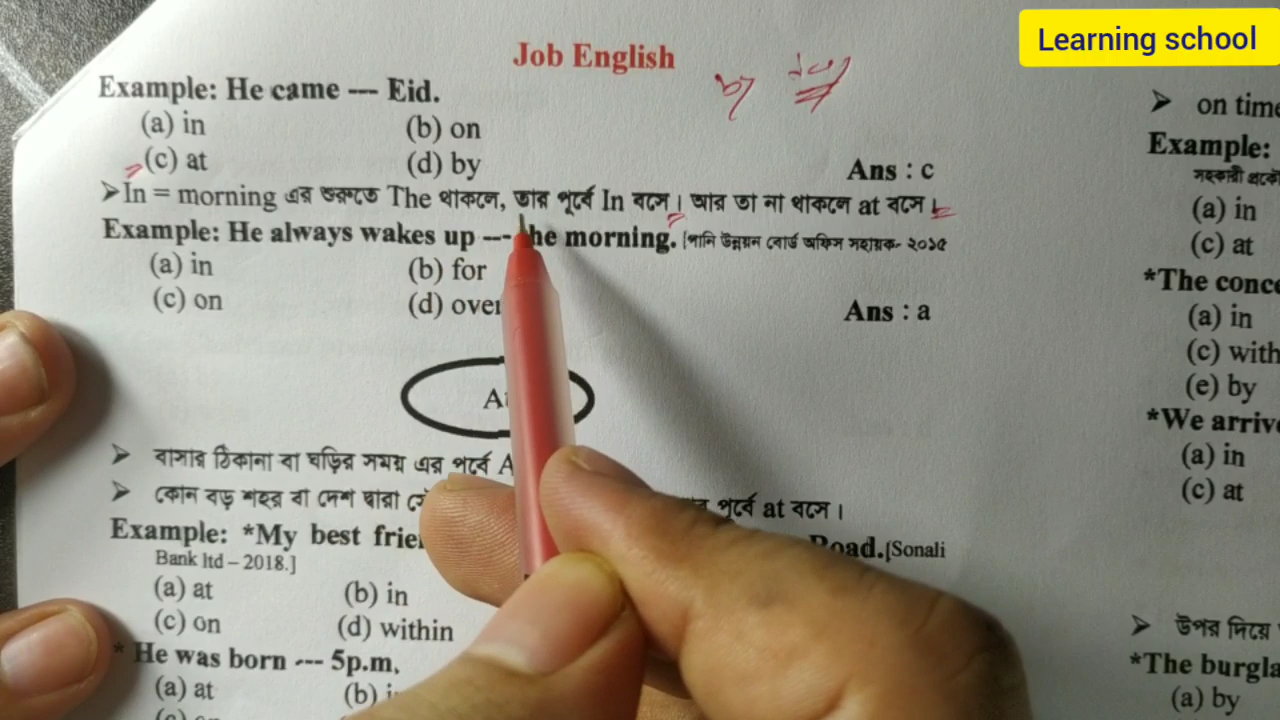 Learning school
Job English
Example: He came --- Eid.
(a) in (b) on
(c) at (d) by
Ans : c
➤In = morning এর শুরুতে The থাকলে, তার পূর্বে In বসে। আর তা না থাকলে at বসে।
Example: He always wakes up --- the morning. [পানি উন্নয়ন বোর্ড অফিস সহায়ক- ২০১৫
(a) in (b) for
(c) on (d) over
Ans : a
➤ বাসার ঠিকানা বা ঘড়ির সময় এর পূর্বে A
➤ কোন বড় শহর বা দেশ দ্বারা পূর্বে at বসে।
Example: *My best Road.[Sonali
Bank ltd – 2018.]
(a) at (b) in
(c) on (d) within
* He was born --- 5p.m.
(a) at (b)
➤ on time
Example:
(a) in
(c) at
*The conce
(a) in
(c) with
(e) by
*We arrive
(a) in
(c) at
➤ উপর দিয়ে
*The burgla
(a) by